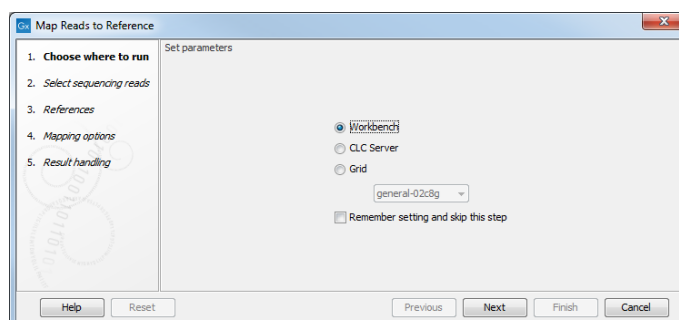 Gx Map Reads to Reference
1. Choose where to run
2. Select sequencing reads
3. References
4. Mapping options
5. Result handling
Set parameters
Workbench
CLC Server
Grid
general-02c8g
Remember setting and skip this step
Help
Reset
Previous
Next
Finish
Cancel